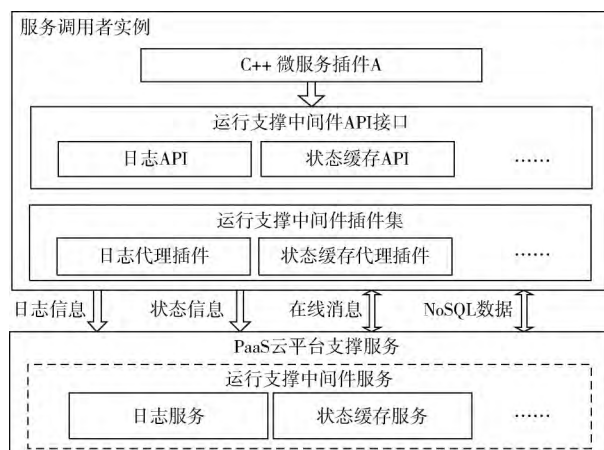 服务调用者实例
C++ 微服务插件A
运行支撑中间件API接口
日志API 状态缓存API ……
运行支撑中间件插件集
日志代理插件 状态缓存代理插件 ……
日志信息 状态信息 在线消息 NoSQL数据
PaaS云平台支撑服务
运行支撑中间件服务
日志服务 状态缓存服务 ……